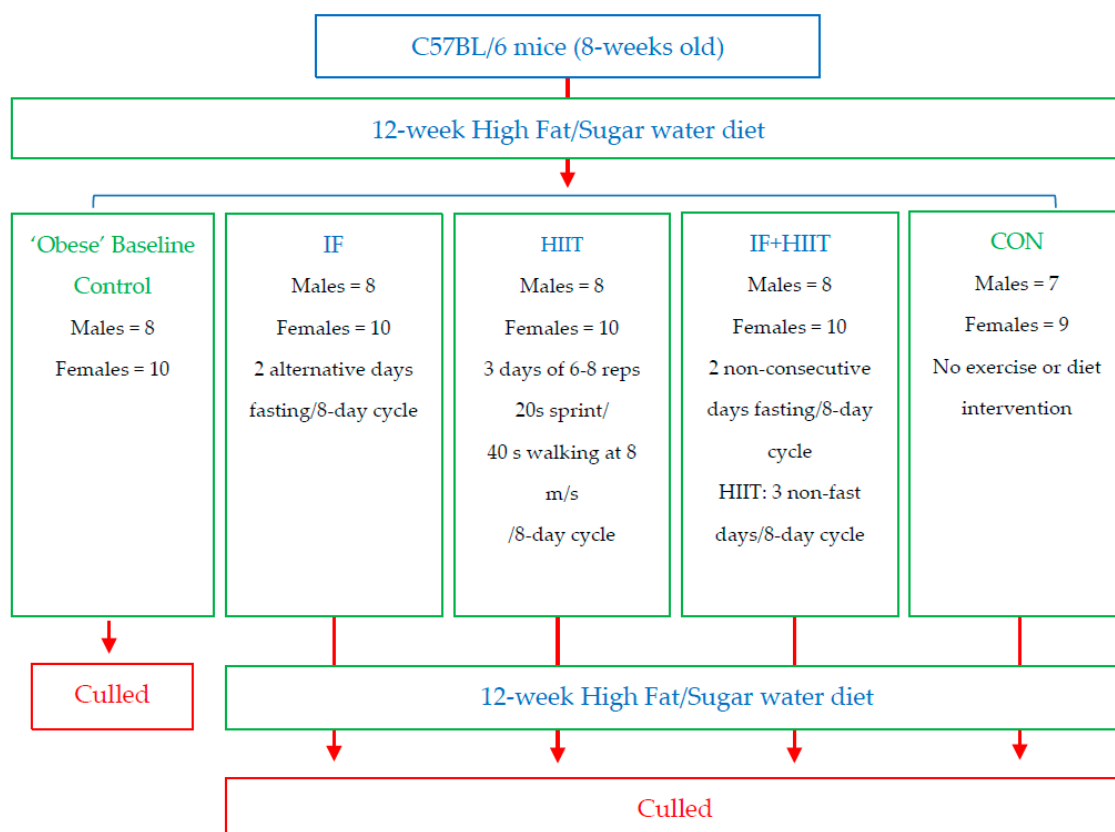 C57BL/6 mice (8-weeks old)
12-week High Fat/Sugar water diet
‘Obese’ Baseline
Control
Males = 8
Females = 10
IF
Males = 8
Females = 10
2 alternative days
fasting/8-day cycle
HIIT
Males = 8
Females = 10
3 days of 6-8 reps
20s sprint/
40 s walking at 8
m/s
/8-day cycle
IF+HIIT
Males = 8
Females = 10
2 non-consecutive
days fasting/8-day
cycle
HIIT: 3 non-fast
days/8-day cycle
CON
Males = 7
Females = 9
No exercise or diet
intervention
Culled
12-week High Fat/Sugar water diet
Culled